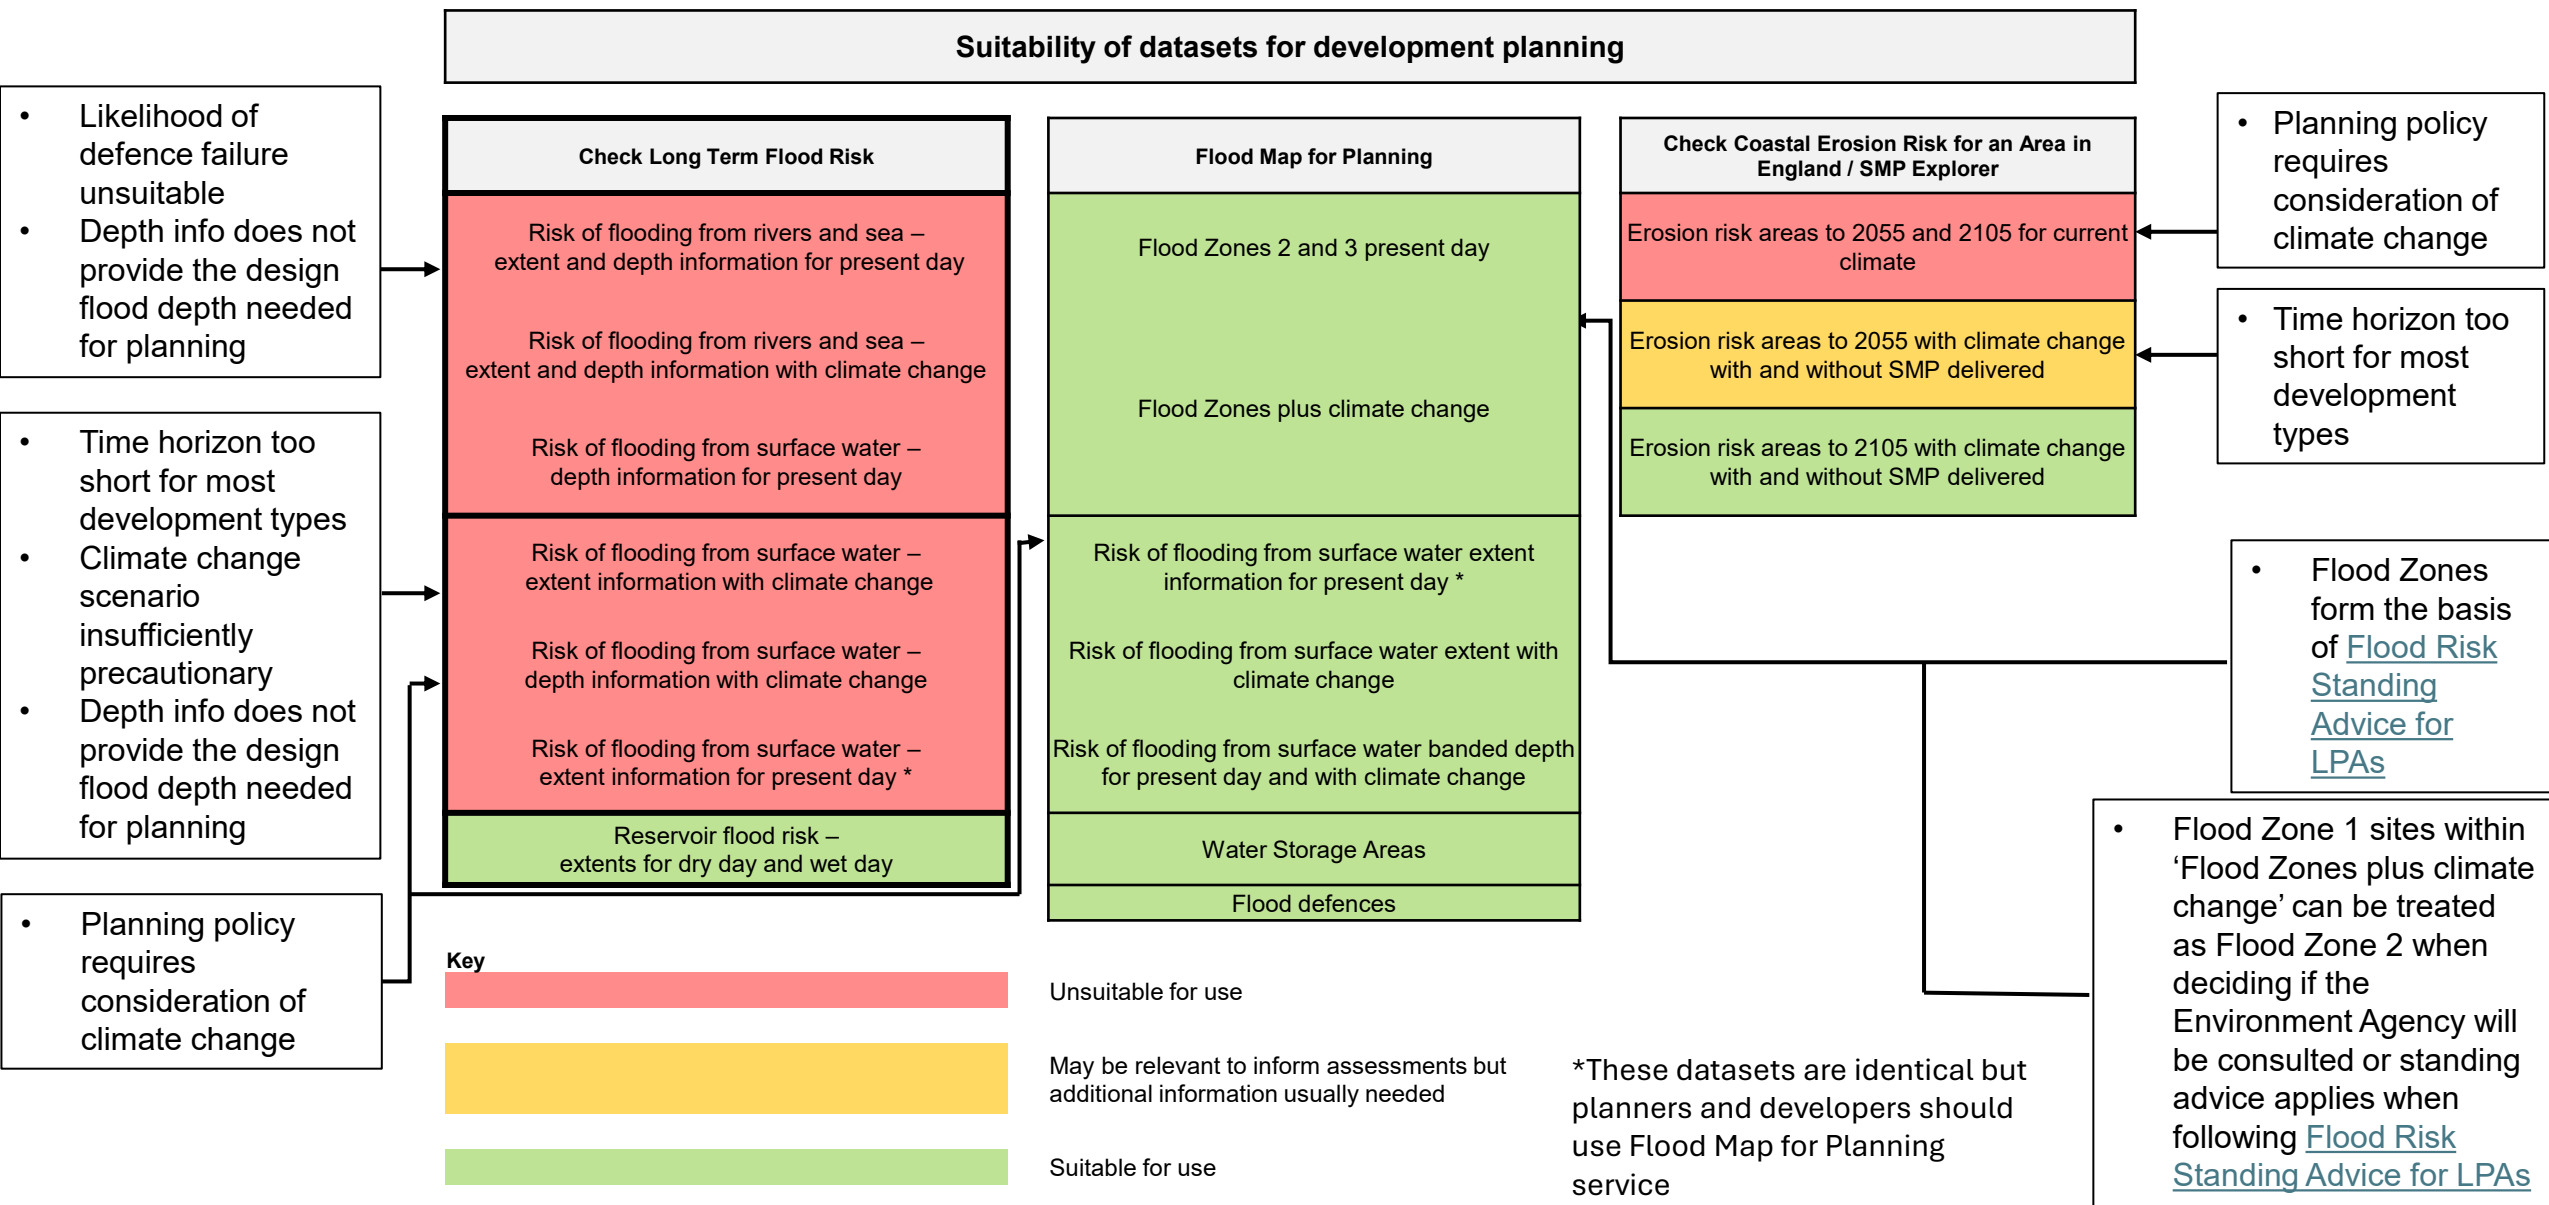 Suitability of datasets for development planning
• Likelihood of
defence failure
unsuitable
• Depth info does not
provide the design
flood depth needed
for planning
• Time horizon too
short for most
development types
• Climate change
scenario
insufficiently
precautionary
• Depth info does not
provide the design
flood depth needed
for planning
• Planning policy
requires
consideration of
climate change
Check Long Term Flood Risk
Risk of flooding from rivers and sea –
extent and depth information for present day
Risk of flooding from rivers and sea –
extent and depth information with climate change
Risk of flooding from surface water –
depth information for present day
Risk of flooding from surface water –
extent information with climate change
Risk of flooding from surface water –
depth information with climate change
Risk of flooding from surface water –
extent information for present day *
Reservoir flood risk –
extents for dry day and wet day
Flood Map for Planning
Flood Zones 2 and 3 present day
Flood Zones plus climate change
Risk of flooding from surface water extent
information for present day *
Risk of flooding from surface water extent with
climate change
Risk of flooding from surface water banded depth
for present day and with climate change
Water Storage Areas
Flood defences
Check Coastal Erosion Risk for an Area in
England / SMP Explorer
Erosion risk areas to 2055 and 2105 for current
climate
Erosion risk areas to 2055 with climate change
with and without SMP delivered
Erosion risk areas to 2105 with climate change
with and without SMP delivered
• Planning policy
requires
consideration of
climate change
• Time horizon too
short for most
development
types
• Flood Zones
form the basis
of Flood Risk
Standing
Advice for
LPAs
• Flood Zone 1 sites within
‘Flood Zones plus climate
change’ can be treated
as Flood Zone 2 when
deciding if the
Environment Agency will
be consulted or standing
advice applies when
following Flood Risk
Standing Advice for LPAs
Key
Unsuitable for use
May be relevant to inform assessments but
additional information usually needed
Suitable for use
*These datasets are identical but
planners and developers should
use Flood Map for Planning
service